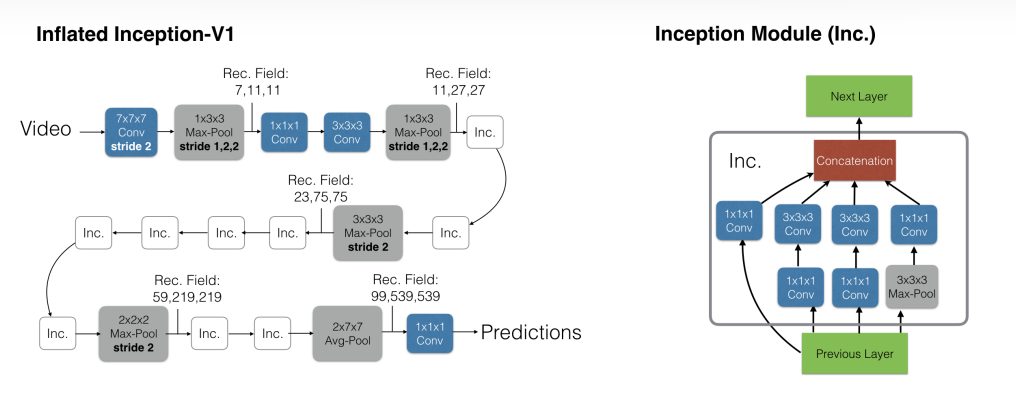 Inflated Inception-V1
Rec. Field:
7,11,11
Rec. Field:
11,27,27
Video
7x7x7
Conv
stride 2
1x3x3
Max-Pool
stride 1,2,2
1x1x1
Conv
3x3x3
Conv
1x3x3
Max-Pool
stride 1,2,2
Inc.
Rec. Field:
23,75,75
Inc.
Inc.
Inc.
Inc.
3x3x3
Max-Pool
stride 2
Inc.
Rec. Field:
59,219,219
Rec. Field:
99,539,539
Inc.
2x2x2
Max-Pool
stride 2
Inc.
Inc.
2x7x7
Avg-Pool
1x1x1
Conv
Predictions
Inception Module (Inc.)
Next Layer
Inc.
Concatenation
1x1x1
Conv
3x3x3
Conv
3x3x3
Conv
1x1x1
Conv
1x1x1
Conv
1x1x1
Conv
3x3x3
Max-Pool
Previous Layer